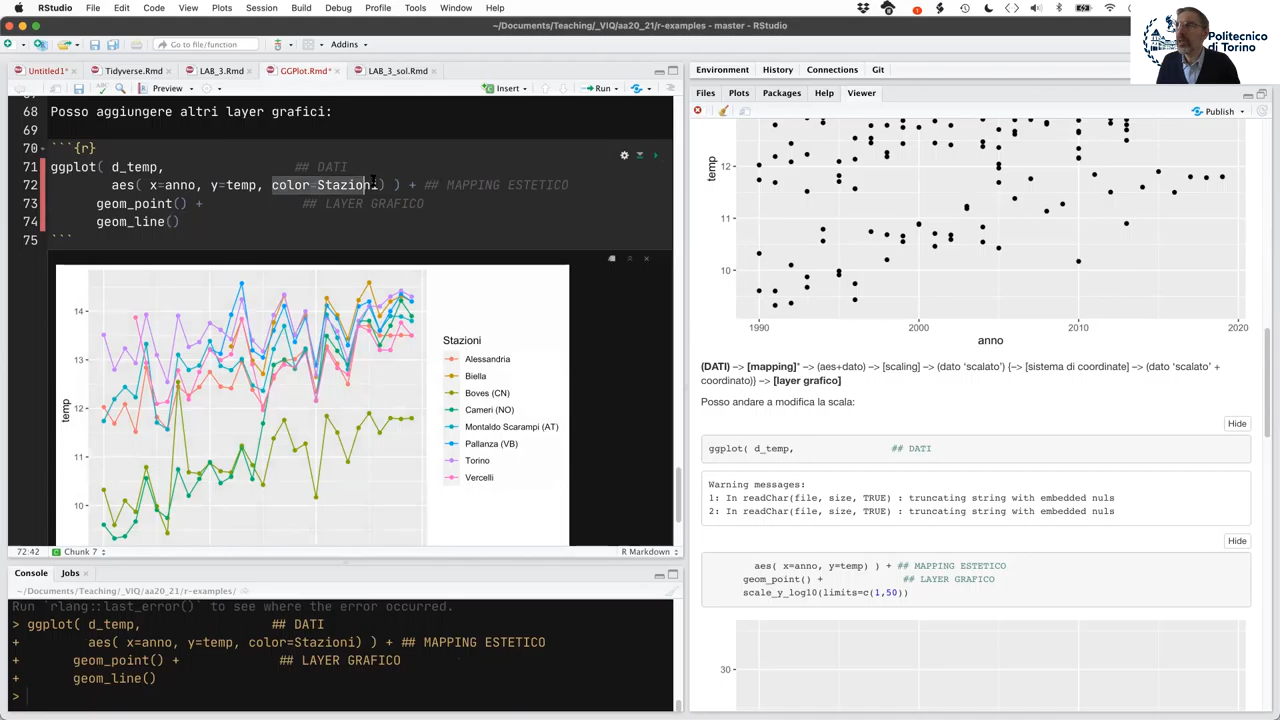 RStudio File Edit Code View Plots Session Build Debug Profile Tools Window Help
~/Documents/Teaching/_VIQ/aa20_21/r-examples - master - RStudio
Go to file/function Addins
Politecnico
di Torino
Untitled1* Tidyverse.Rmd LAB_3.Rmd GGPlot.Rmd* LAB_3_sol.Rmd
Preview Insert Run
68 Posso aggiungere altri layer grafici:
69
70 ```{r}
71 ggplot( d_temp, ## DATI
72 aes( x=anno, y=temp, color=Stazioni) ) + ## MAPPING ESTETICO
73 geom_point() + ## LAYER GRAFICO
74 geom_line()
75 ```
temp
14
13
12
11
10
Stazioni
Alessandria
Biella
Boves (CN)
Cameri (NO)
Montaldo Scarampi (AT)
Pallanza (VB)
Torino
Vercelli
72:42 Chunk 7 R Markdown
Console Jobs
~/Documents/Teaching/_VIQ/aa20_21/r-examples/
Run `rlang::last_error()` to see where the error occurred.
> ggplot( d_temp, ## DATI
+ aes( x=anno, y=temp, color=Stazioni) ) + ## MAPPING ESTETICO
+ geom_point() + ## LAYER GRAFICO
+ geom_line()
>
Environment History Connections Git
Files Plots Packages Help Viewer
Publish
temp
12
11
10
1990 2000 2010 2020
anno
(DATI) –> [mapping]* –> (aes+dato) –> [scaling] –> (dato ‘scalato’) {–> [sistema di coordinate] –> (dato ‘scalato’ +
coordinato)} –> [layer grafico]
Posso andare a modifica la scala:
Hide
ggplot( d_temp, ## DATI
Warning messages:
1: In readChar(file, size, TRUE) : truncating string with embedded nuls
2: In readChar(file, size, TRUE) : truncating string with embedded nuls
Hide
aes( x=anno, y=temp) ) + ## MAPPING ESTETICO
geom_point() + ## LAYER GRAFICO
scale_y_log10(limits=c(1,50))
30